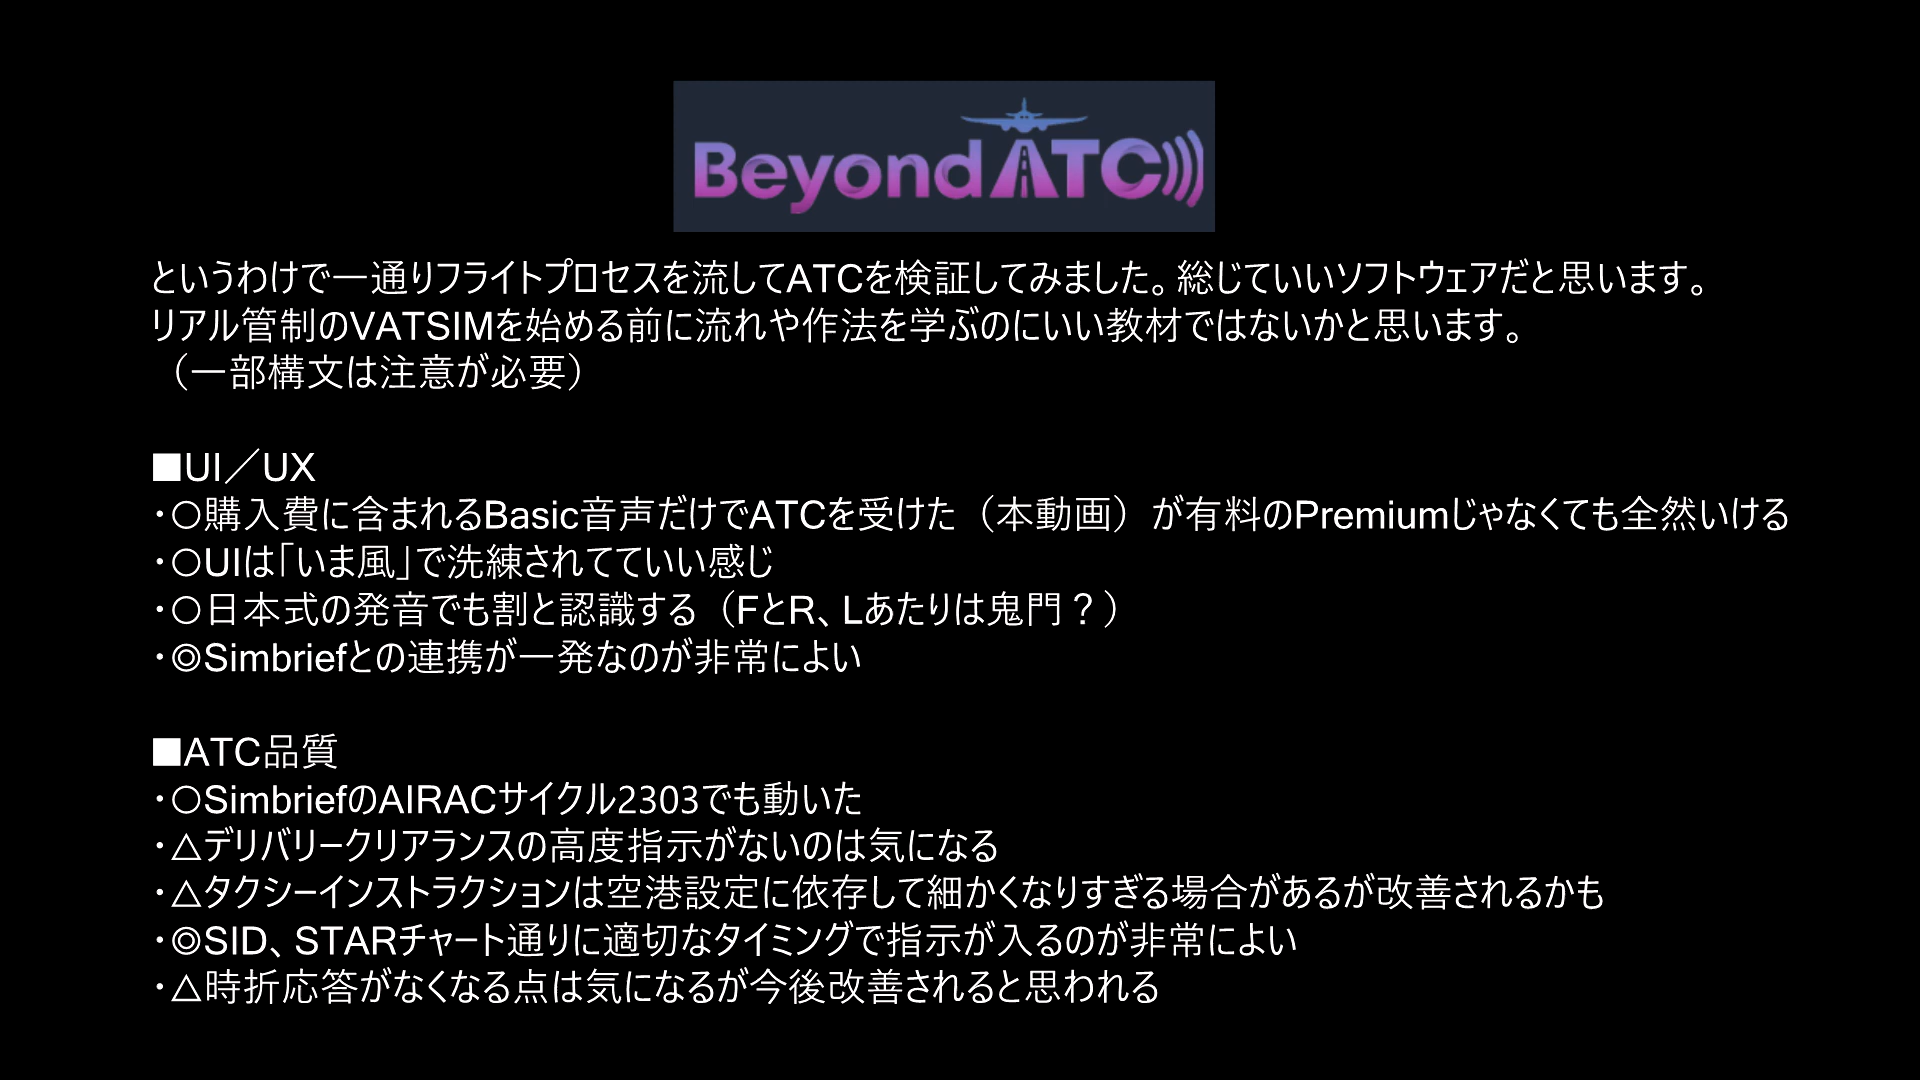 BeyondATC
というわけで一通りフライトプロセスを流してATCを検証してみました。総じていいソフトウェアだと思います。
リアル管制のVATSIMを始める前に流れや作法を学ぶのにいい教材ではないかと思います。
（一部構文は注意が必要）
■UI／UX
・○購入費に含まれるBasic音声だけでATCを受けた（本動画）が有料のPremiumじゃなくても全然いける
・○UIは「いま風」で洗練されてていい感じ
・○日本式の発音でも割と認識する（FとR、Lあたりは鬼門？）
・◎Simbriefとの連携が一発なのが非常によい
■ATC品質
・○SimbriefのAIRACサイクル2303でも動いた
・△デリバリークリアランスの高度指示がないのは気になる
・△タクシーインストラクションは空港設定に依存して細かくなりすぎる場合があるが改善されるかも
・◎SID、STARチャート通りに適切なタイミングで指示が入るのが非常によい
・△時折応答がなくなる点は気になるが今後改善されると思われる